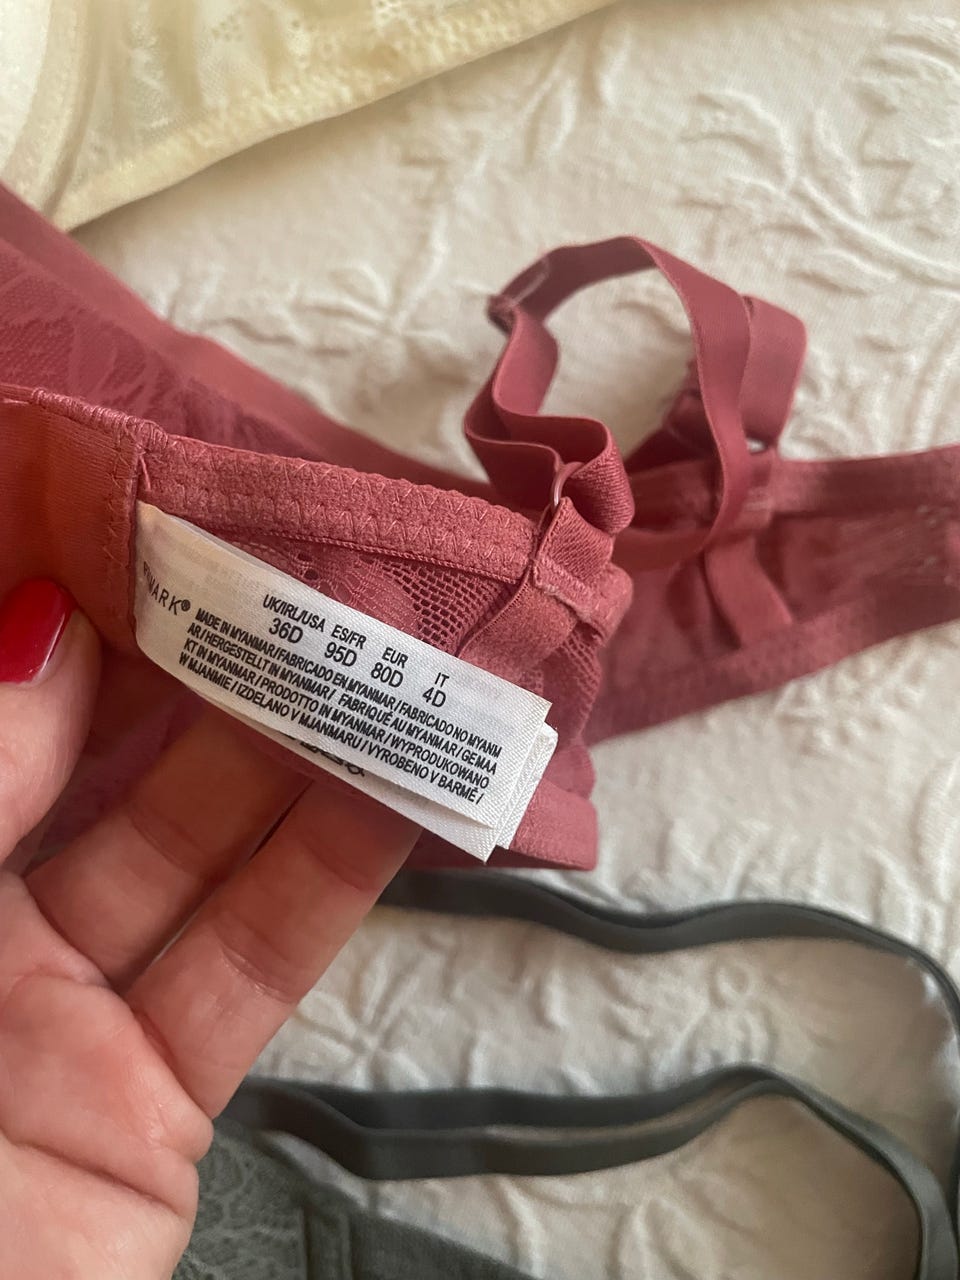 UK/IRL/USA ES/FR EUR IT
36D 95D 80D 4D
MADE IN MYANMAR / FABRICADO EN MYANMAR / FABRICADO NO MYANM
AR / HERGESTELLT IN MYANMAR / FABRIQUÉ AU MYANMAR / GEMAA
KT IN MYANMAR / PRODOTTO IN MYANMAR / WYPRODUKOWANO
W MJANMIE / IZDELANO V MJANMARU / VYROBENO V BARMĚ /